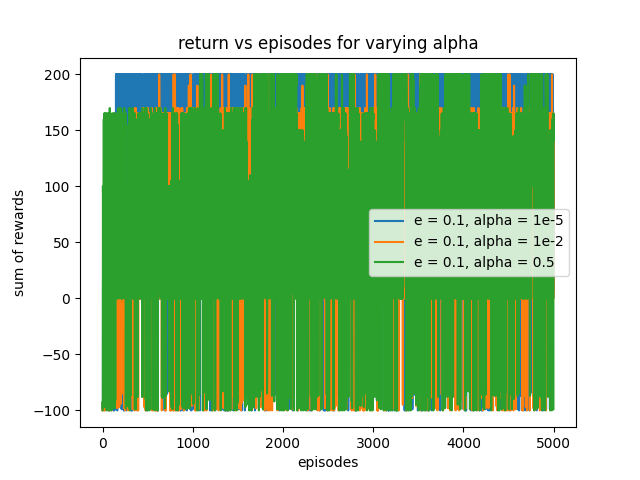 return vs episodes for varying alpha
200
150
100
50
0
−50
−100
sum of rewards
e = 0.1, alpha = 1e-5
e = 0.1, alpha = 1e-2
e = 0.1, alpha = 0.5
0 1000 2000 3000 4000 5000
episodes